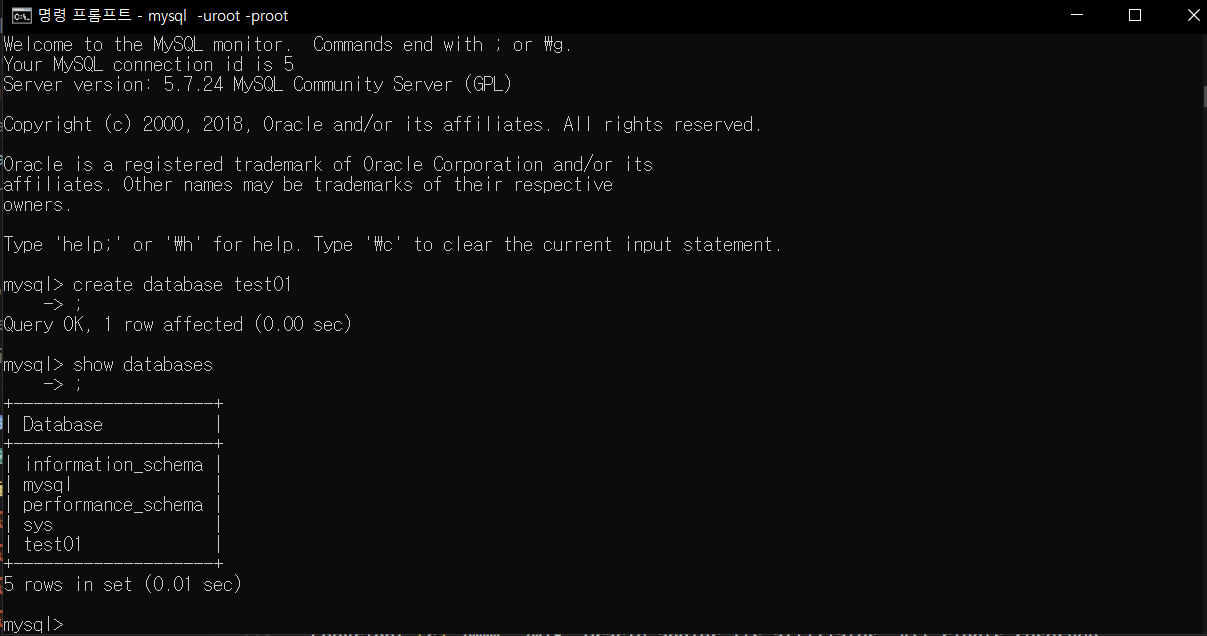 명령 프롬프트 - mysql  -uroot -proot
Welcome to the MySQL monitor.  Commands end with ; or ₩g.
Your MySQL connection id is 5
Server version: 5.7.24 MySQL Community Server (GPL)
Copyright (c) 2000, 2018, Oracle and/or its affiliates. All rights reserved.
Oracle is a registered trademark of Oracle Corporation and/or its
affiliates. Other names may be trademarks of their respective
owners.
Type 'help;' or '₩h' for help. Type '₩c' to clear the current input statement.
mysql> create database test01
    -> ;
Query OK, 1 row affected (0.00 sec)
mysql> show databases
    -> ;
+--------------------+
| Database           |
+--------------------+
| information_schema |
| mysql              |
| performance_schema |
| sys                |
| test01             |
+--------------------+
5 rows in set (0.01 sec)
mysql>